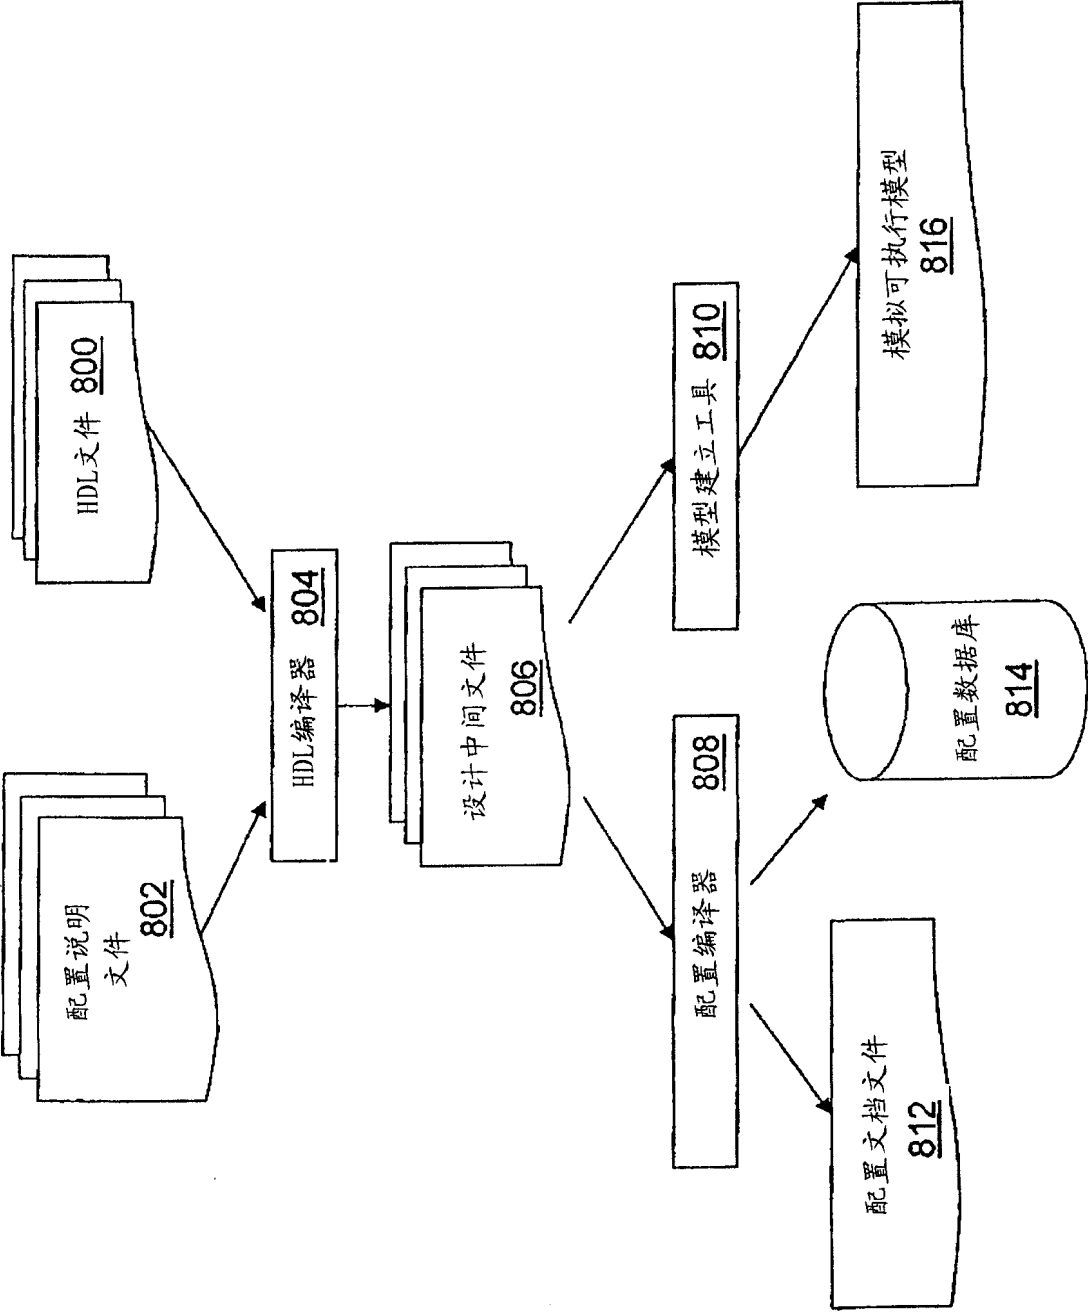 配置说明
文件
802
HDL文件 800
HDL编译器 804
设计中间文件
806
配置编译器 808
模型建立工具 810
配置文档文件
812
配置数据库
814
模拟可执行模型
816